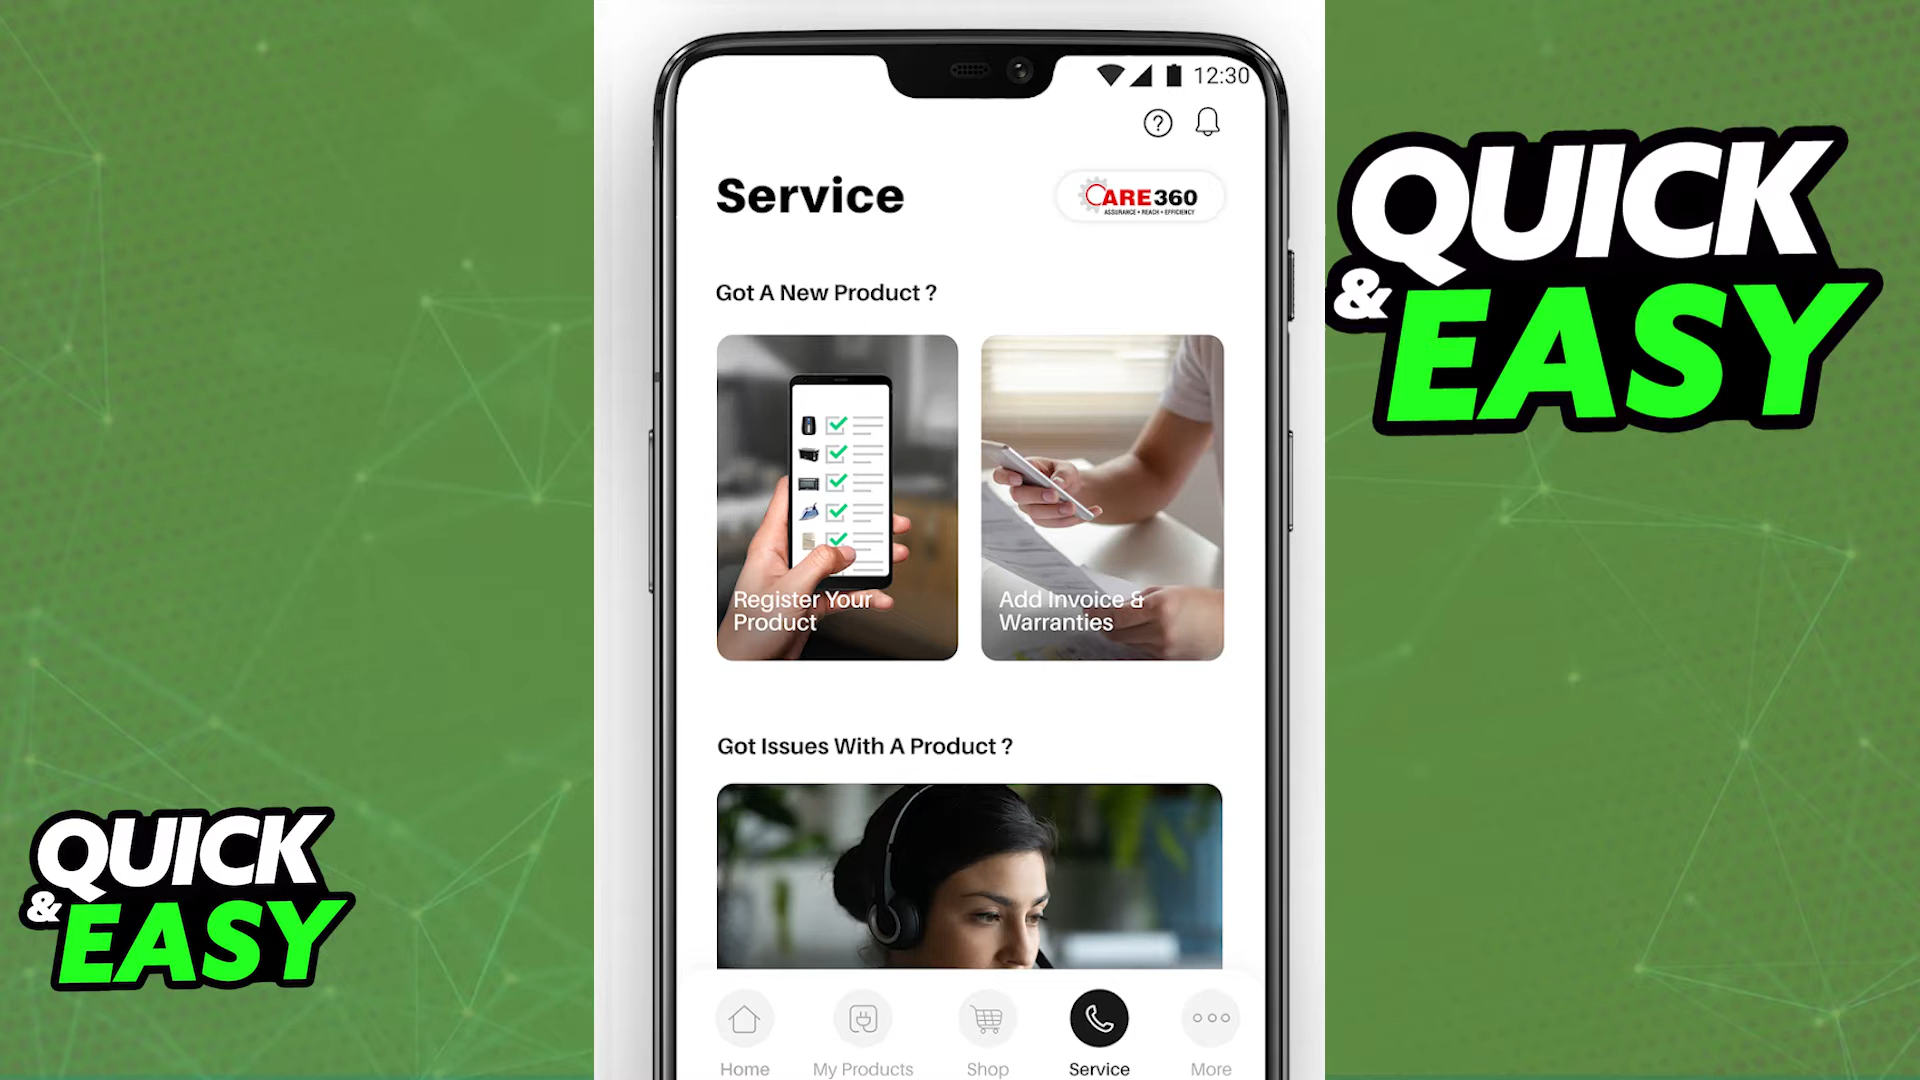 12:30
Service
CARE360
ASSURANCE • REACH • EFFICIENCY
Got A New Product ?
Register Your
Product
Add Invoice &
Warranties
Got Issues With A Product ?
Home
My Products
Shop
Service
More
QUICK
& EASY
QUICK
& EASY